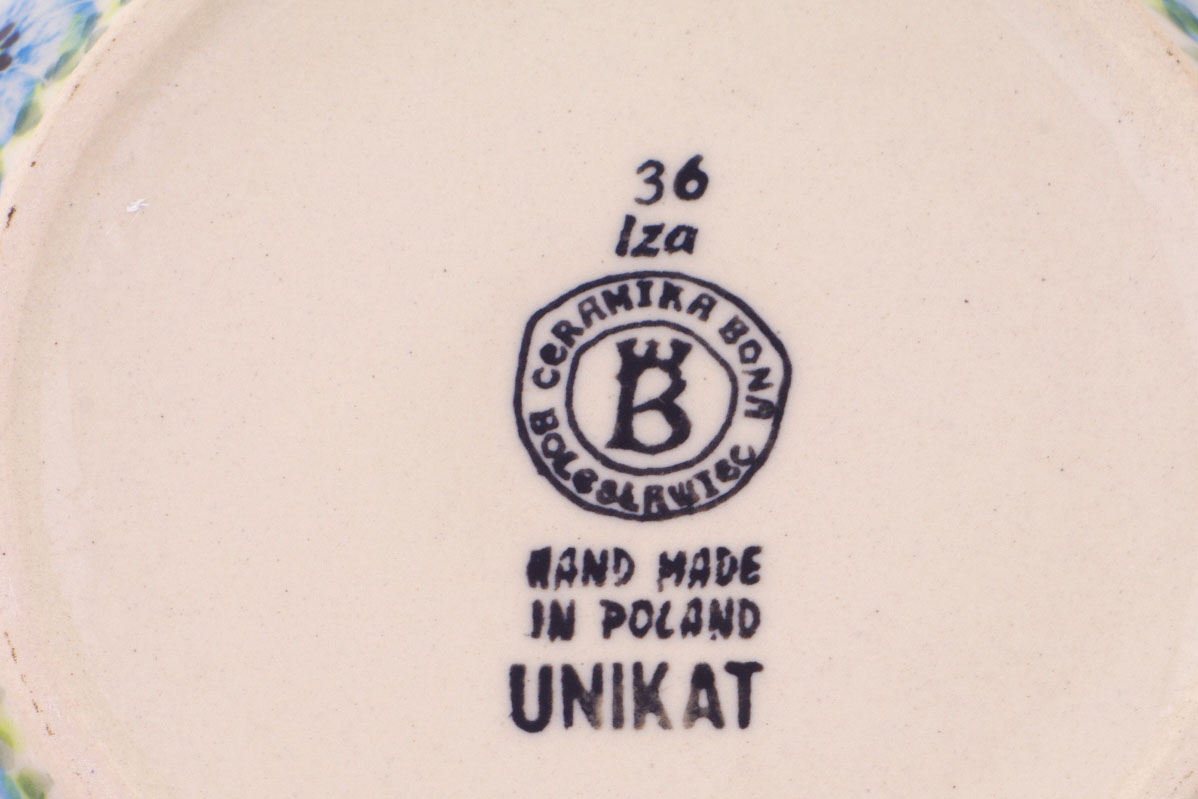 36
Iza
CERAMIKA BONA
B
BOLESŁAWIEC
HAND MADE
IN POLAND
UNIKAT